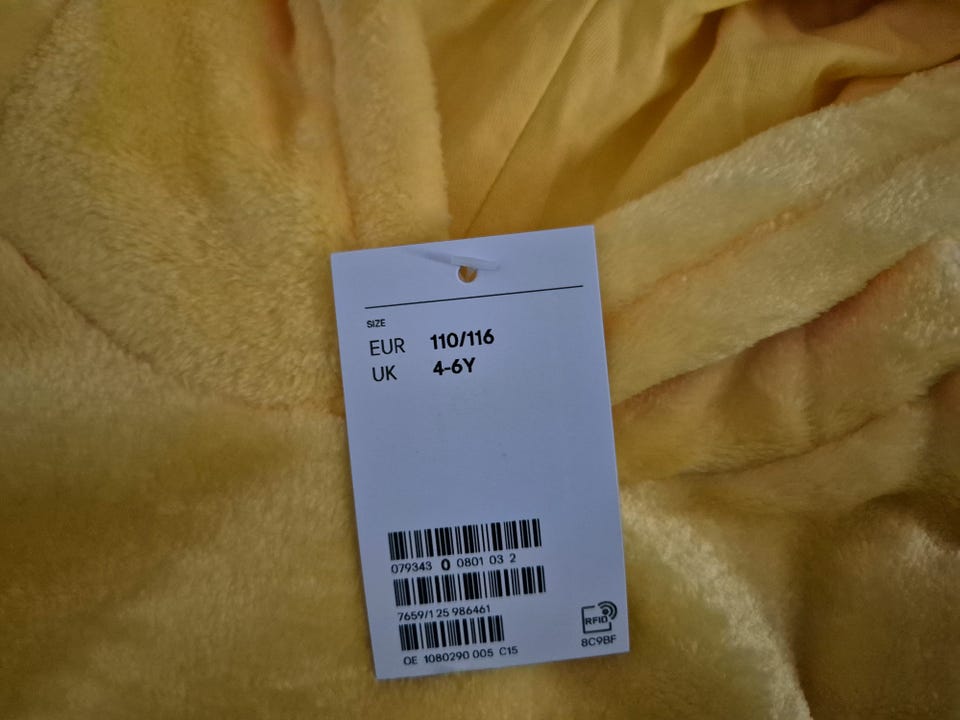 SIZE
EUR 110/116
UK 4-6Y
079343 0 0801 03 2
7659/1 25 986461
OE 1080290 005 C15
RFID
8C9BF